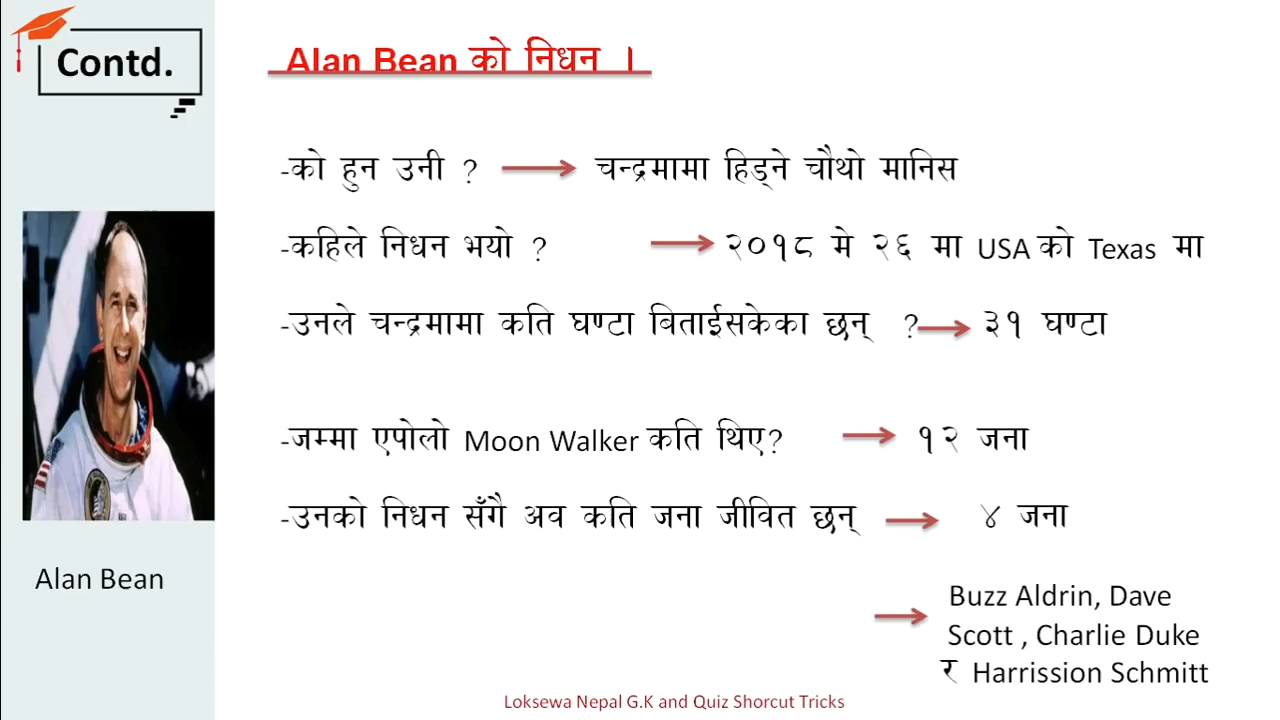 Contd.
Alan Bean को निधन ।
-को हुन उनी ? चन्द्रमामा हिड्ने चौथो मानिस
-कहिले निधन भयो ? २०१८ मे २६ मा USA को Texas मा
-उनले चन्द्रमामा कति घण्टा बिताईसकेका छन् ? ३१ घण्टा
-जम्मा एपोलो Moon Walker कति थिए? १२ जना
-उनको निधन सँगै अव कति जना जीवित छन् ४ जना
Alan Bean
Buzz Aldrin, Dave
Scott , Charlie Duke
र Harrission Schmitt
Loksewa Nepal G.K and Quiz Shorcut Tricks